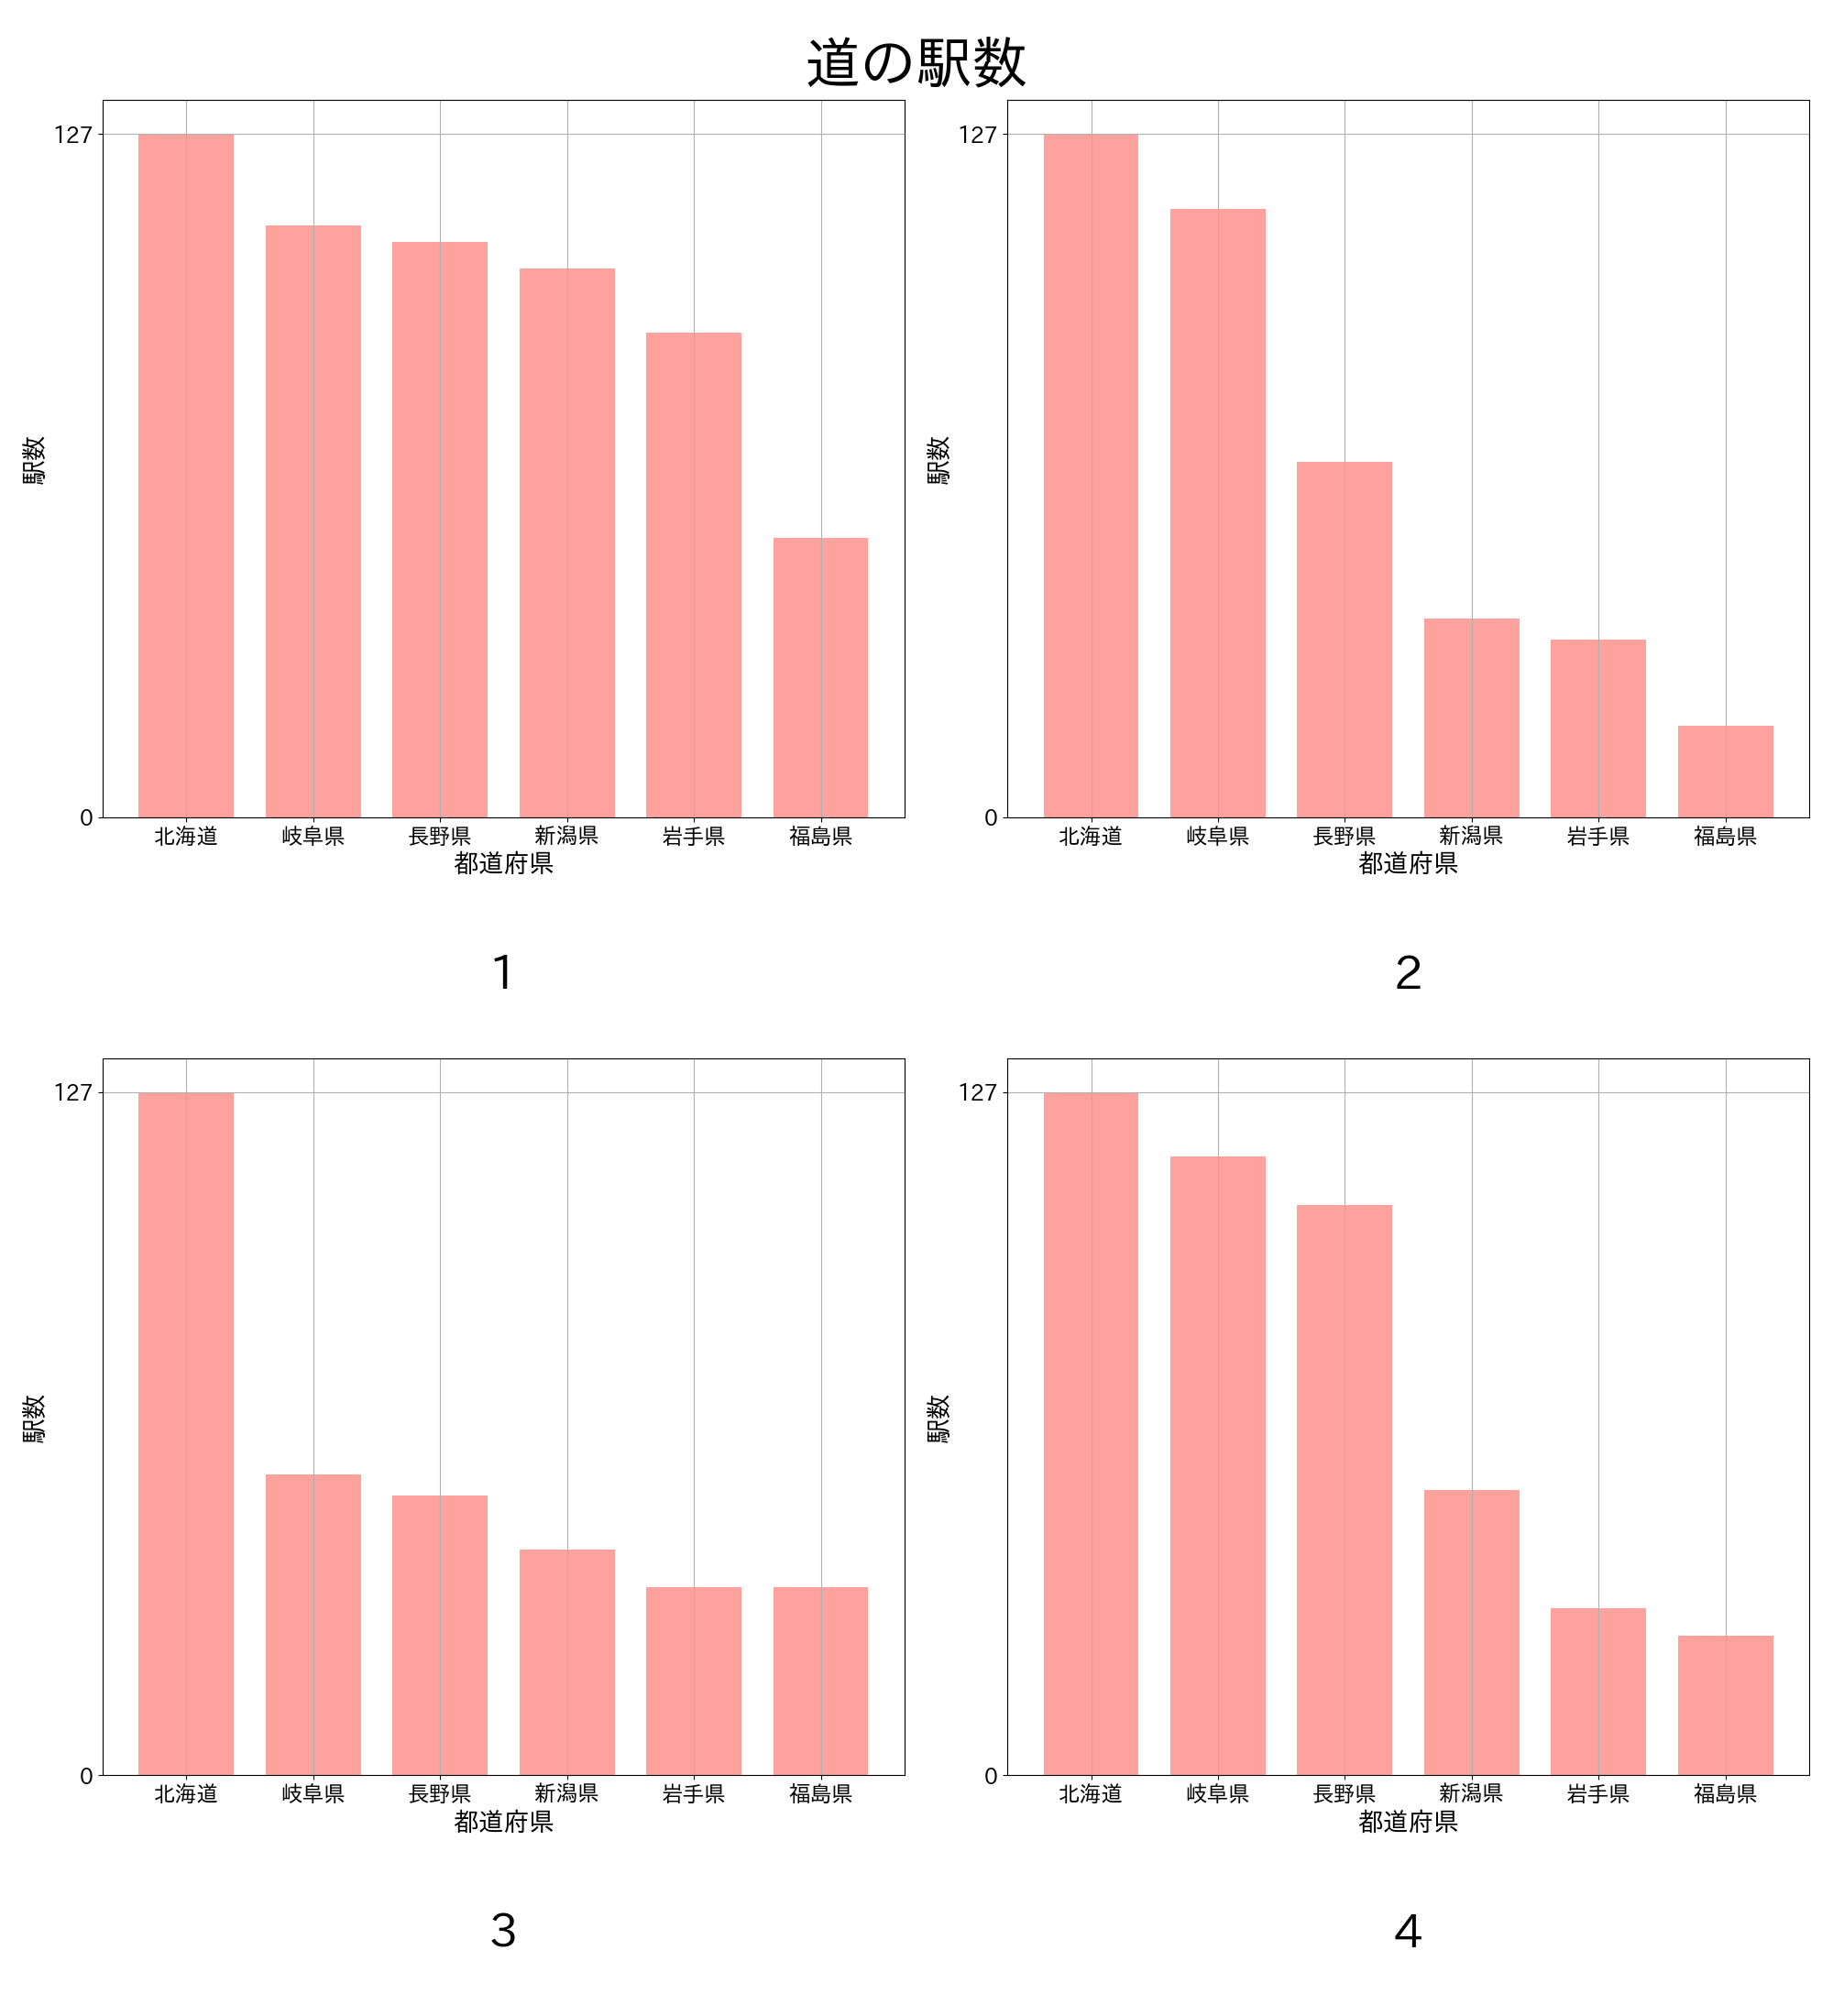 道の駅数
127
0
駅数
北海道 岐阜県 長野県 新潟県 岩手県 福島県
都道府県
1
127
0
駅数
北海道 岐阜県 長野県 新潟県 岩手県 福島県
都道府県
2
127
0
駅数
北海道 岐阜県 長野県 新潟県 岩手県 福島県
都道府県
3
127
0
駅数
北海道 岐阜県 長野県 新潟県 岩手県 福島県
都道府県
4